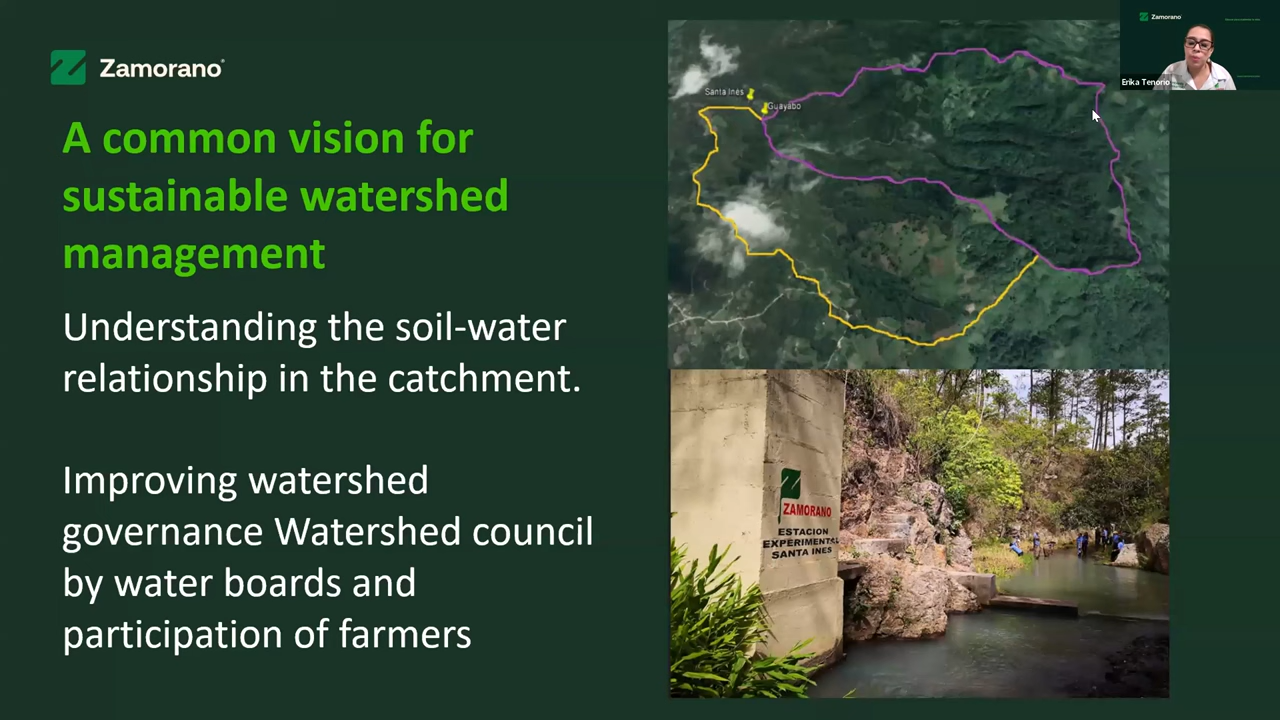 Zamorano
A common vision for
sustainable watershed
management
Understanding the soil-water
relationship in the catchment.
Improving watershed
governance Watershed council
by water boards and
participation of farmers
Santa Inés
Guayabo
ZAMORANO
ESTACION
EXPERIMENTAL
SANTA INES
Zamorano
Erika Tenorio